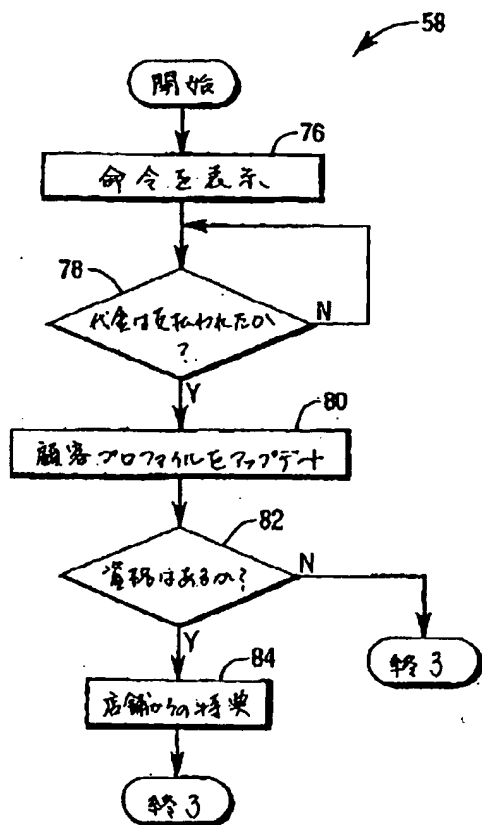 58
開始
76
命令を表示
78
代金は支払われたか
?
N
Y
80
顧客プロファイルをアップデート
82
資格はあるか?
N
Y
終了
84
店舗からの特典
終了